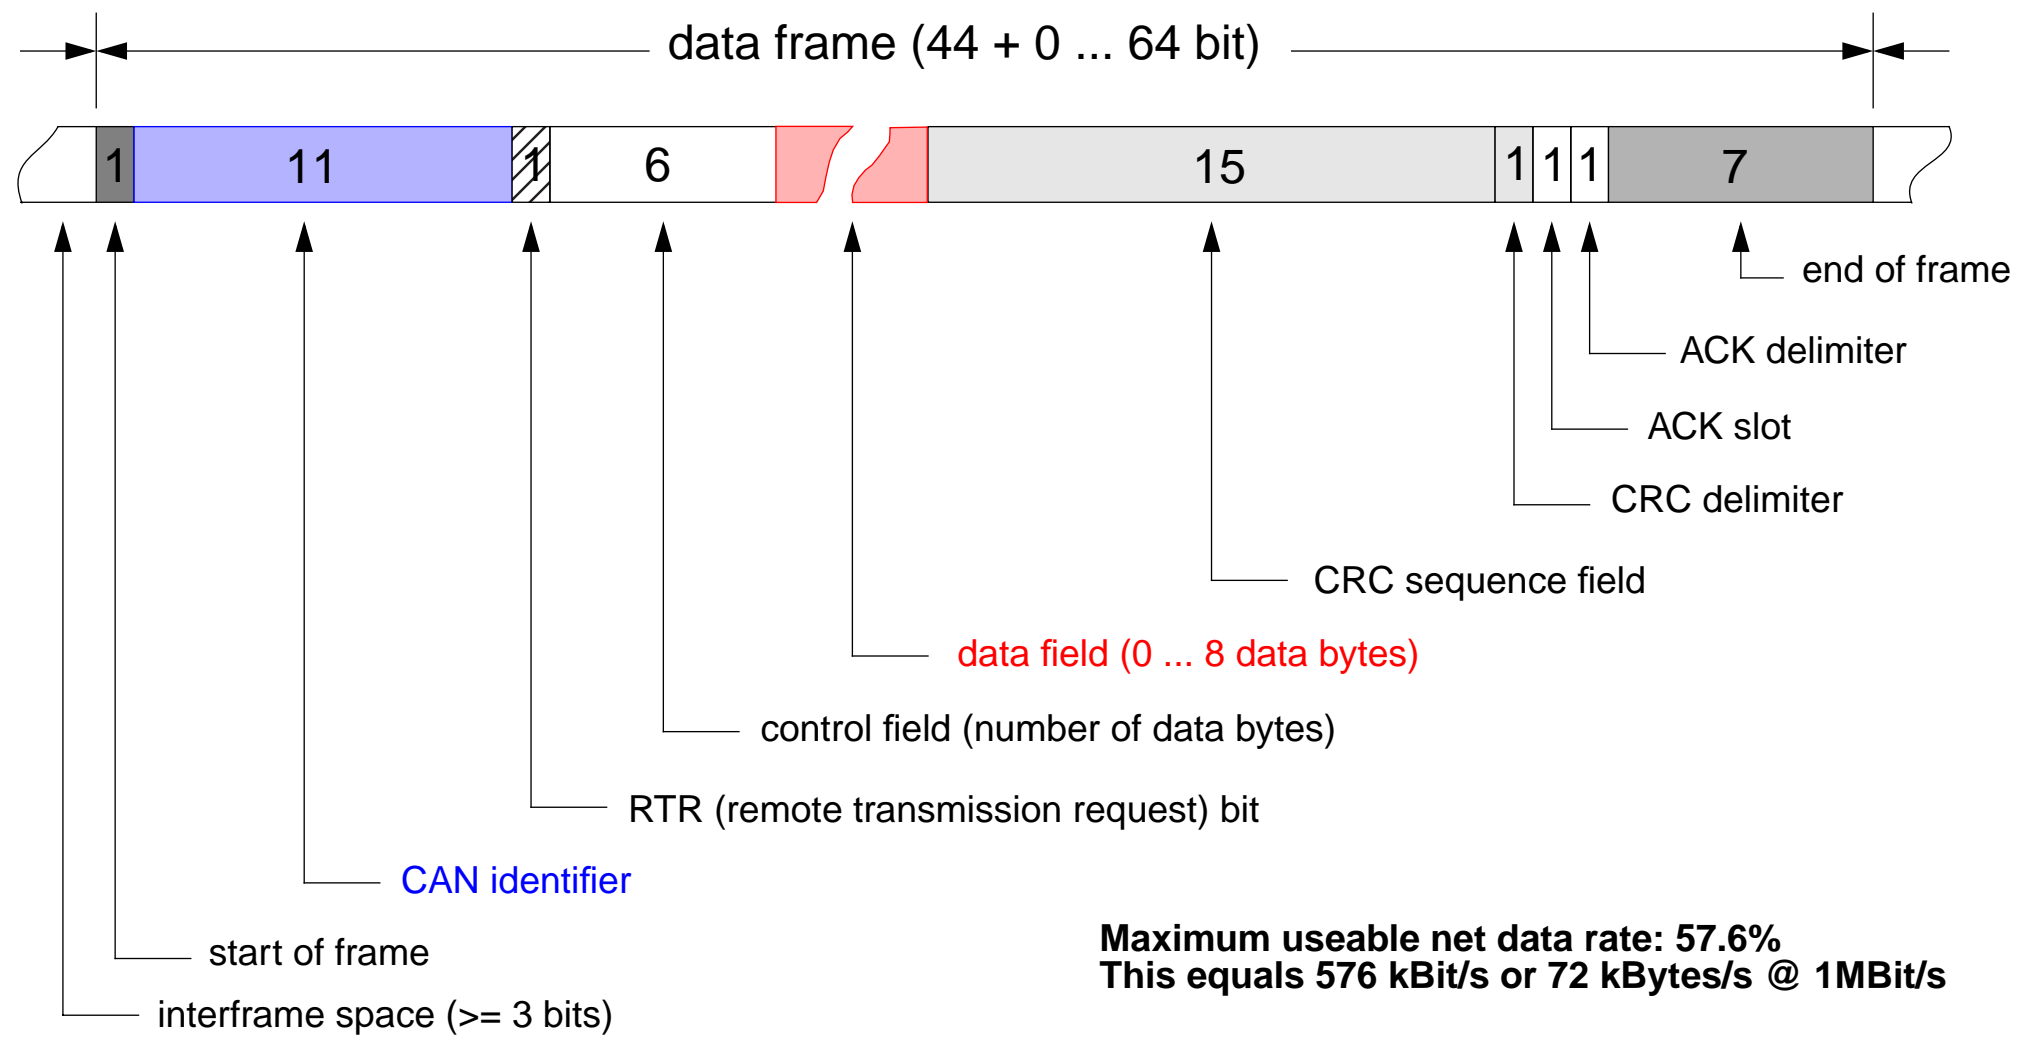 data frame (44 + 0 ... 64 bit)
1 11 1 6 15 1 1 1 7
end of frame
ACK delimiter
ACK slot
CRC delimiter
CRC sequence field
data field (0 ... 8 data bytes)
control field (number of data bytes)
RTR (remote transmission request) bit
CAN identifier
start of frame
interframe space (>= 3 bits)
Maximum useable net data rate: 57.6%
This equals 576 kBit/s or 72 kBytes/s @ 1MBit/s